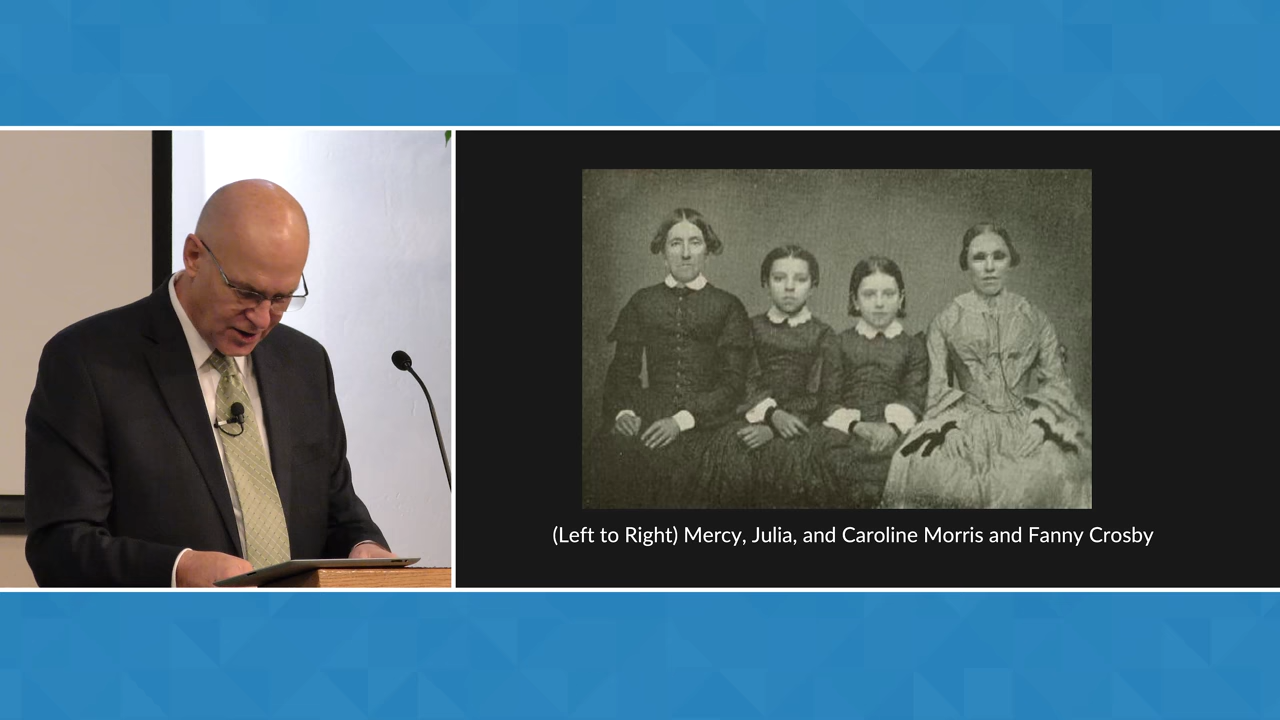 (Left to Right) Mercy, Julia, and Caroline Morris and Fanny Crosby